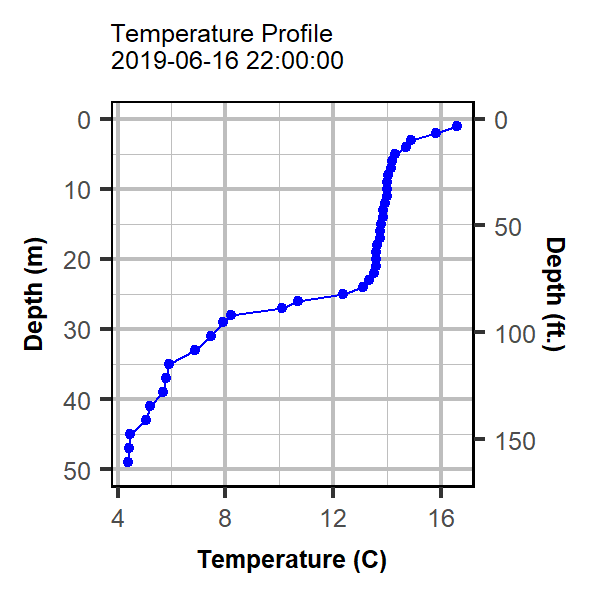 Temperature Profile
2019-06-16 22:00:00
0
10
20
30
40
50
Depth (m)
0
50
100
150
Depth (ft.)
4 8 12 16
Temperature (C)